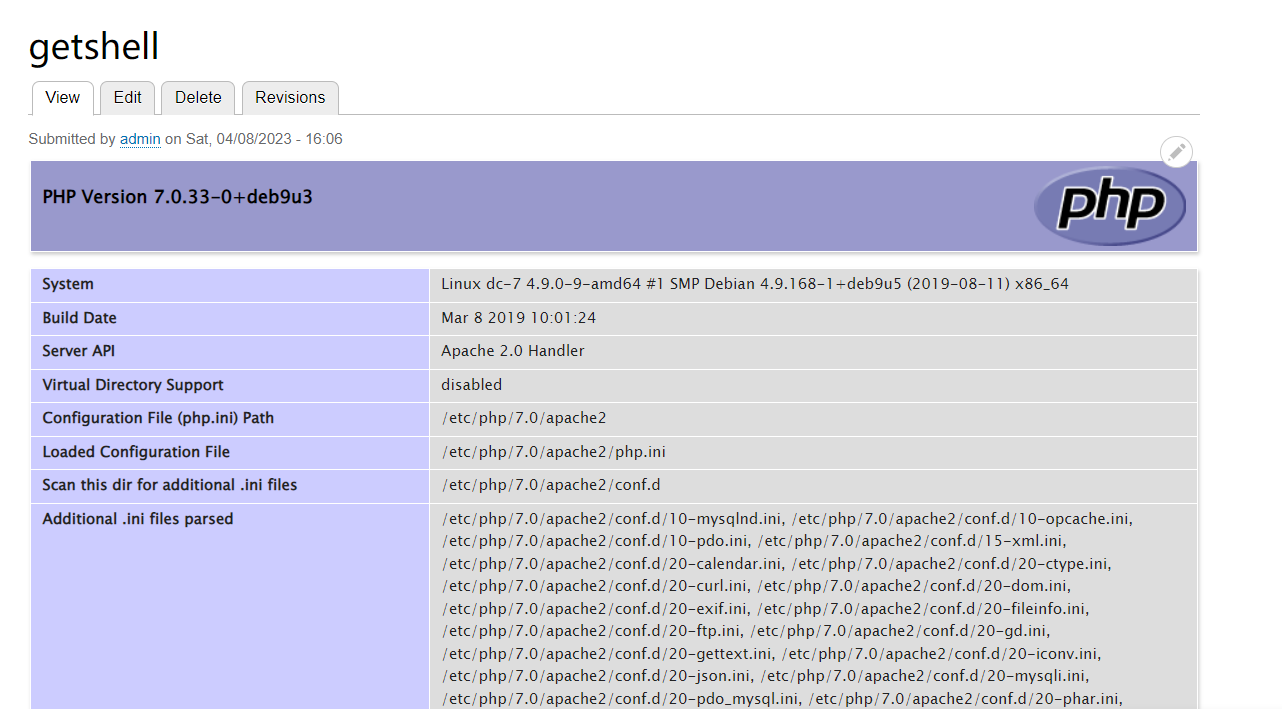 getshell
View Edit Delete Revisions
Submitted by admin on Sat, 04/08/2023 - 16:06
PHP Version 7.0.33-0+deb9u3
php
System Linux dc-7 4.9.0-9-amd64 #1 SMP Debian 4.9.168-1+deb9u5 (2019-08-11) x86_64
Build Date Mar 8 2019 10:01:24
Server API Apache 2.0 Handler
Virtual Directory Support disabled
Configuration File (php.ini) Path /etc/php/7.0/apache2
Loaded Configuration File /etc/php/7.0/apache2/php.ini
Scan this dir for additional .ini files /etc/php/7.0/apache2/conf.d
Additional .ini files parsed /etc/php/7.0/apache2/conf.d/10-mysqlnd.ini, /etc/php/7.0/apache2/conf.d/10-opcache.ini,
/etc/php/7.0/apache2/conf.d/10-pdo.ini, /etc/php/7.0/apache2/conf.d/15-xml.ini,
/etc/php/7.0/apache2/conf.d/20-calendar.ini, /etc/php/7.0/apache2/conf.d/20-ctype.ini,
/etc/php/7.0/apache2/conf.d/20-curl.ini, /etc/php/7.0/apache2/conf.d/20-dom.ini,
/etc/php/7.0/apache2/conf.d/20-exif.ini, /etc/php/7.0/apache2/conf.d/20-fileinfo.ini,
/etc/php/7.0/apache2/conf.d/20-ftp.ini, /etc/php/7.0/apache2/conf.d/20-gd.ini,
/etc/php/7.0/apache2/conf.d/20-gettext.ini, /etc/php/7.0/apache2/conf.d/20-iconv.ini,
/etc/php/7.0/apache2/conf.d/20-json.ini, /etc/php/7.0/apache2/conf.d/20-mysqli.ini,
/etc/php/7.0/apache2/conf.d/20-pdo_mysql.ini, /etc/php/7.0/apache2/conf.d/20-phar.ini,